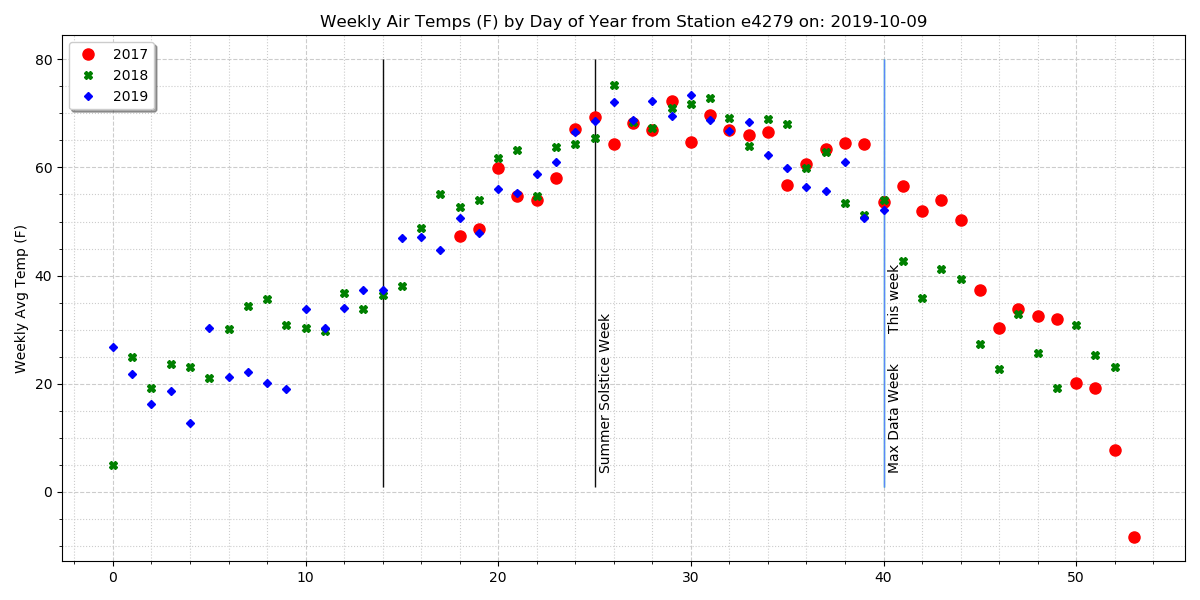 Weekly Air Temps (F) by Day of Year from Station e4279 on: 2019-10-09
2017
2018
2019
Weekly Avg Temp (F)
80
60
40
20
0
Summer Solstice Week
Max Data Week
This week
0
10
20
30
40
50